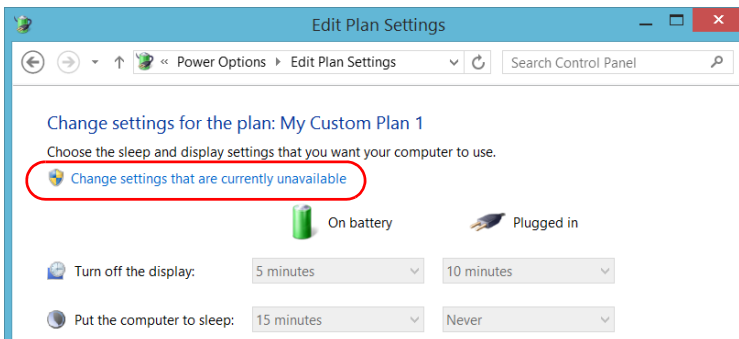 Edit Plan Settings
« Power Options Edit Plan Settings Search Control Panel
Change settings for the plan: My Custom Plan 1
Choose the sleep and display settings that you want your computer to use.
Change settings that are currently unavailable
On battery Plugged in
Turn off the display: 5 minutes 10 minutes
Put the computer to sleep: 15 minutes Never